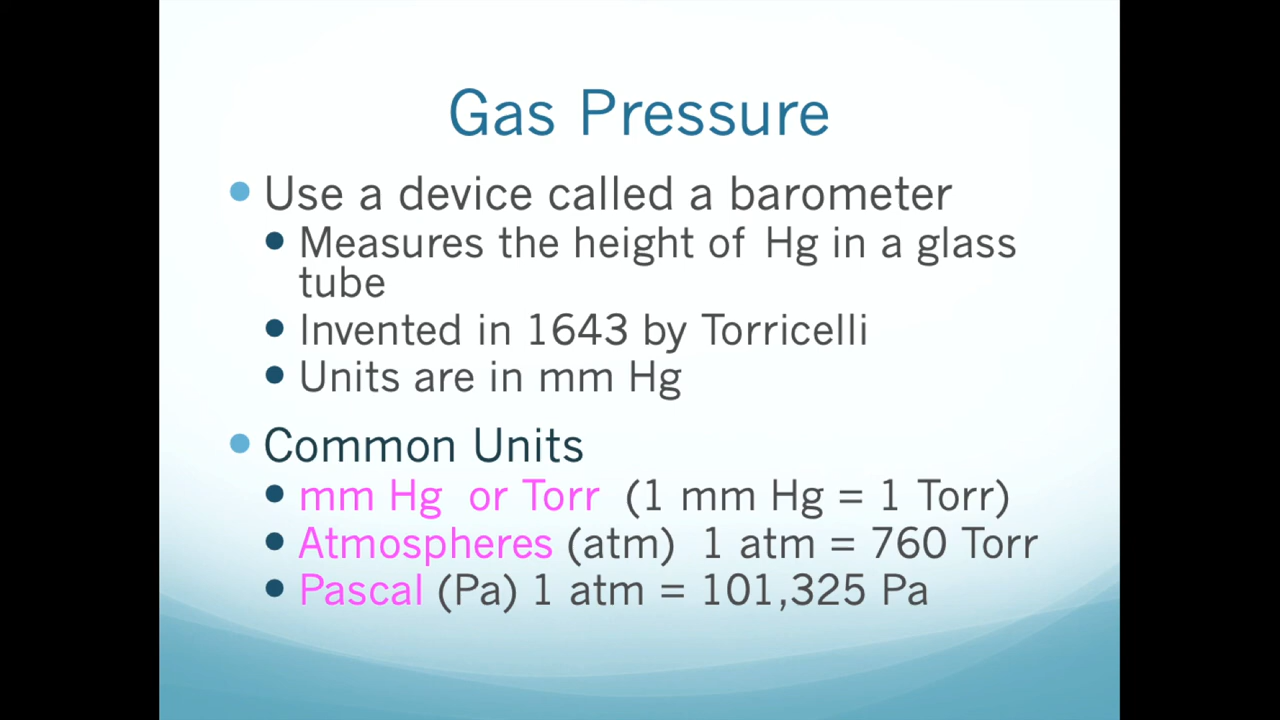 Gas Pressure
Use a device called a barometer
Measures the height of Hg in a glass
tube
Invented in 1643 by Torricelli
Units are in mm Hg
Common Units
mm Hg or Torr (1 mm Hg = 1 Torr)
Atmospheres (atm) 1 atm = 760 Torr
Pascal (Pa) 1 atm = 101,325 Pa